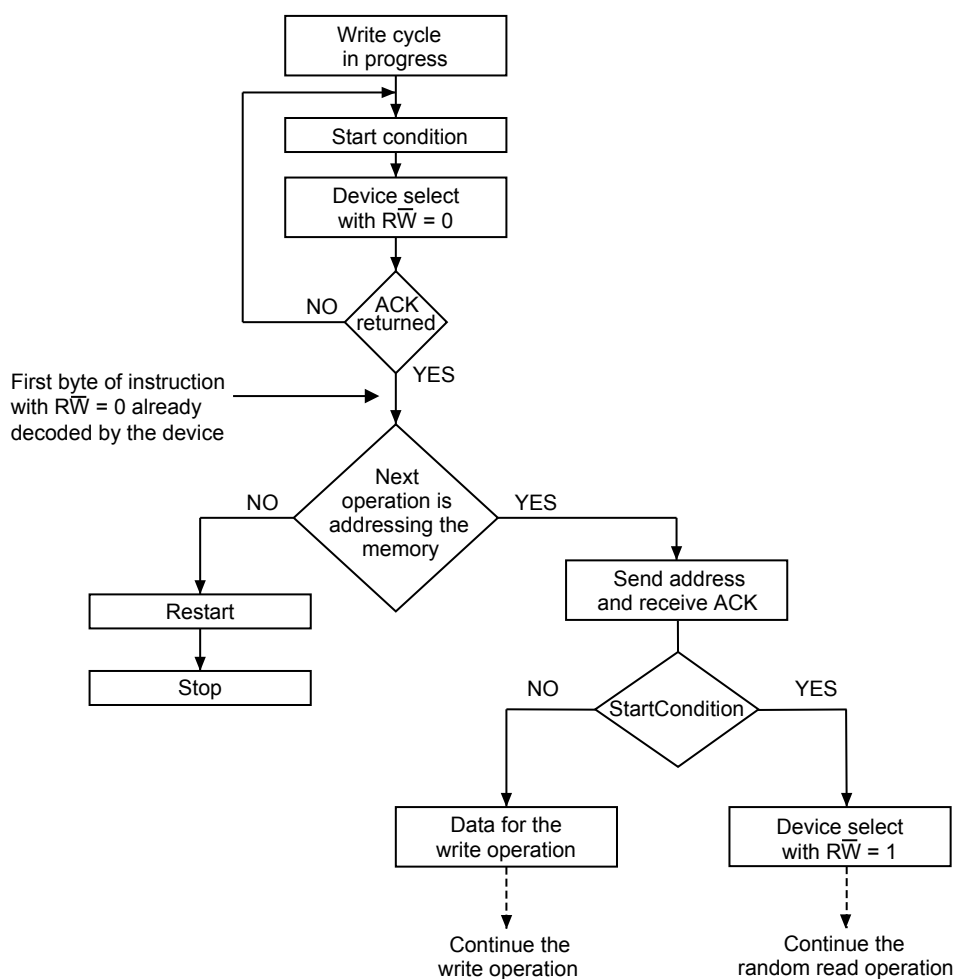 Write cycle
in progress
Start condition
Device select
with RW̅ = 0
NO
ACK
returned
YES
First byte of instruction
with RW̅ = 0 already
decoded by the device
Next
operation is
addressing the
memory
NO
YES
Send address
and receive ACK
Restart
Stop
NO
StartCondition
YES
Data for the
write operation
Device select
with RW̅ = 1
Continue the
write operation
Continue the
random read operation